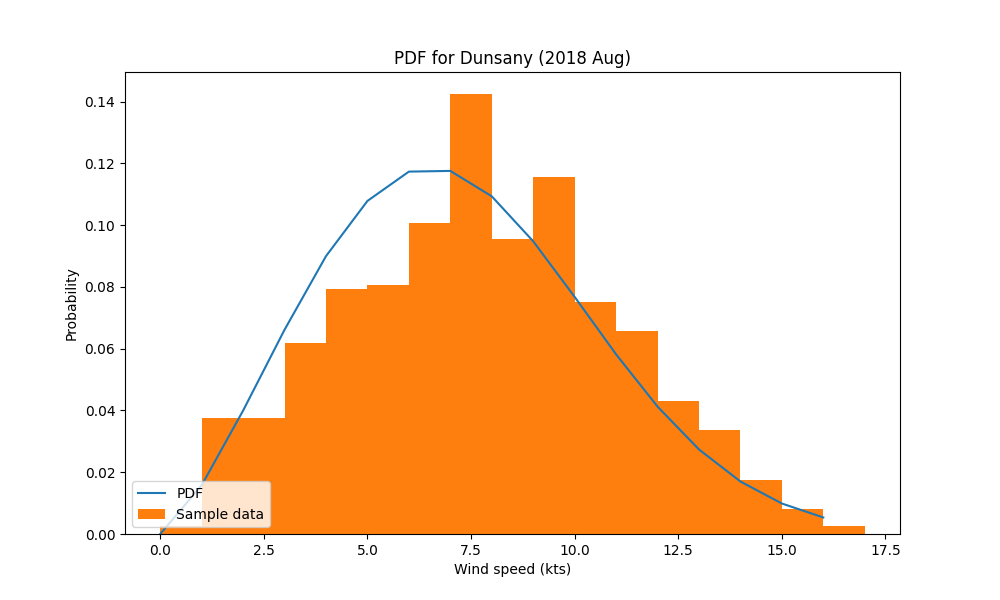 PDF for Dunsany (2018 Aug)
0.14
0.12
0.10
0.08
0.06
0.04
0.02
0.00
Probability
PDF
Sample data
0.0 2.5 5.0 7.5 10.0 12.5 15.0 17.5
Wind speed (kts)